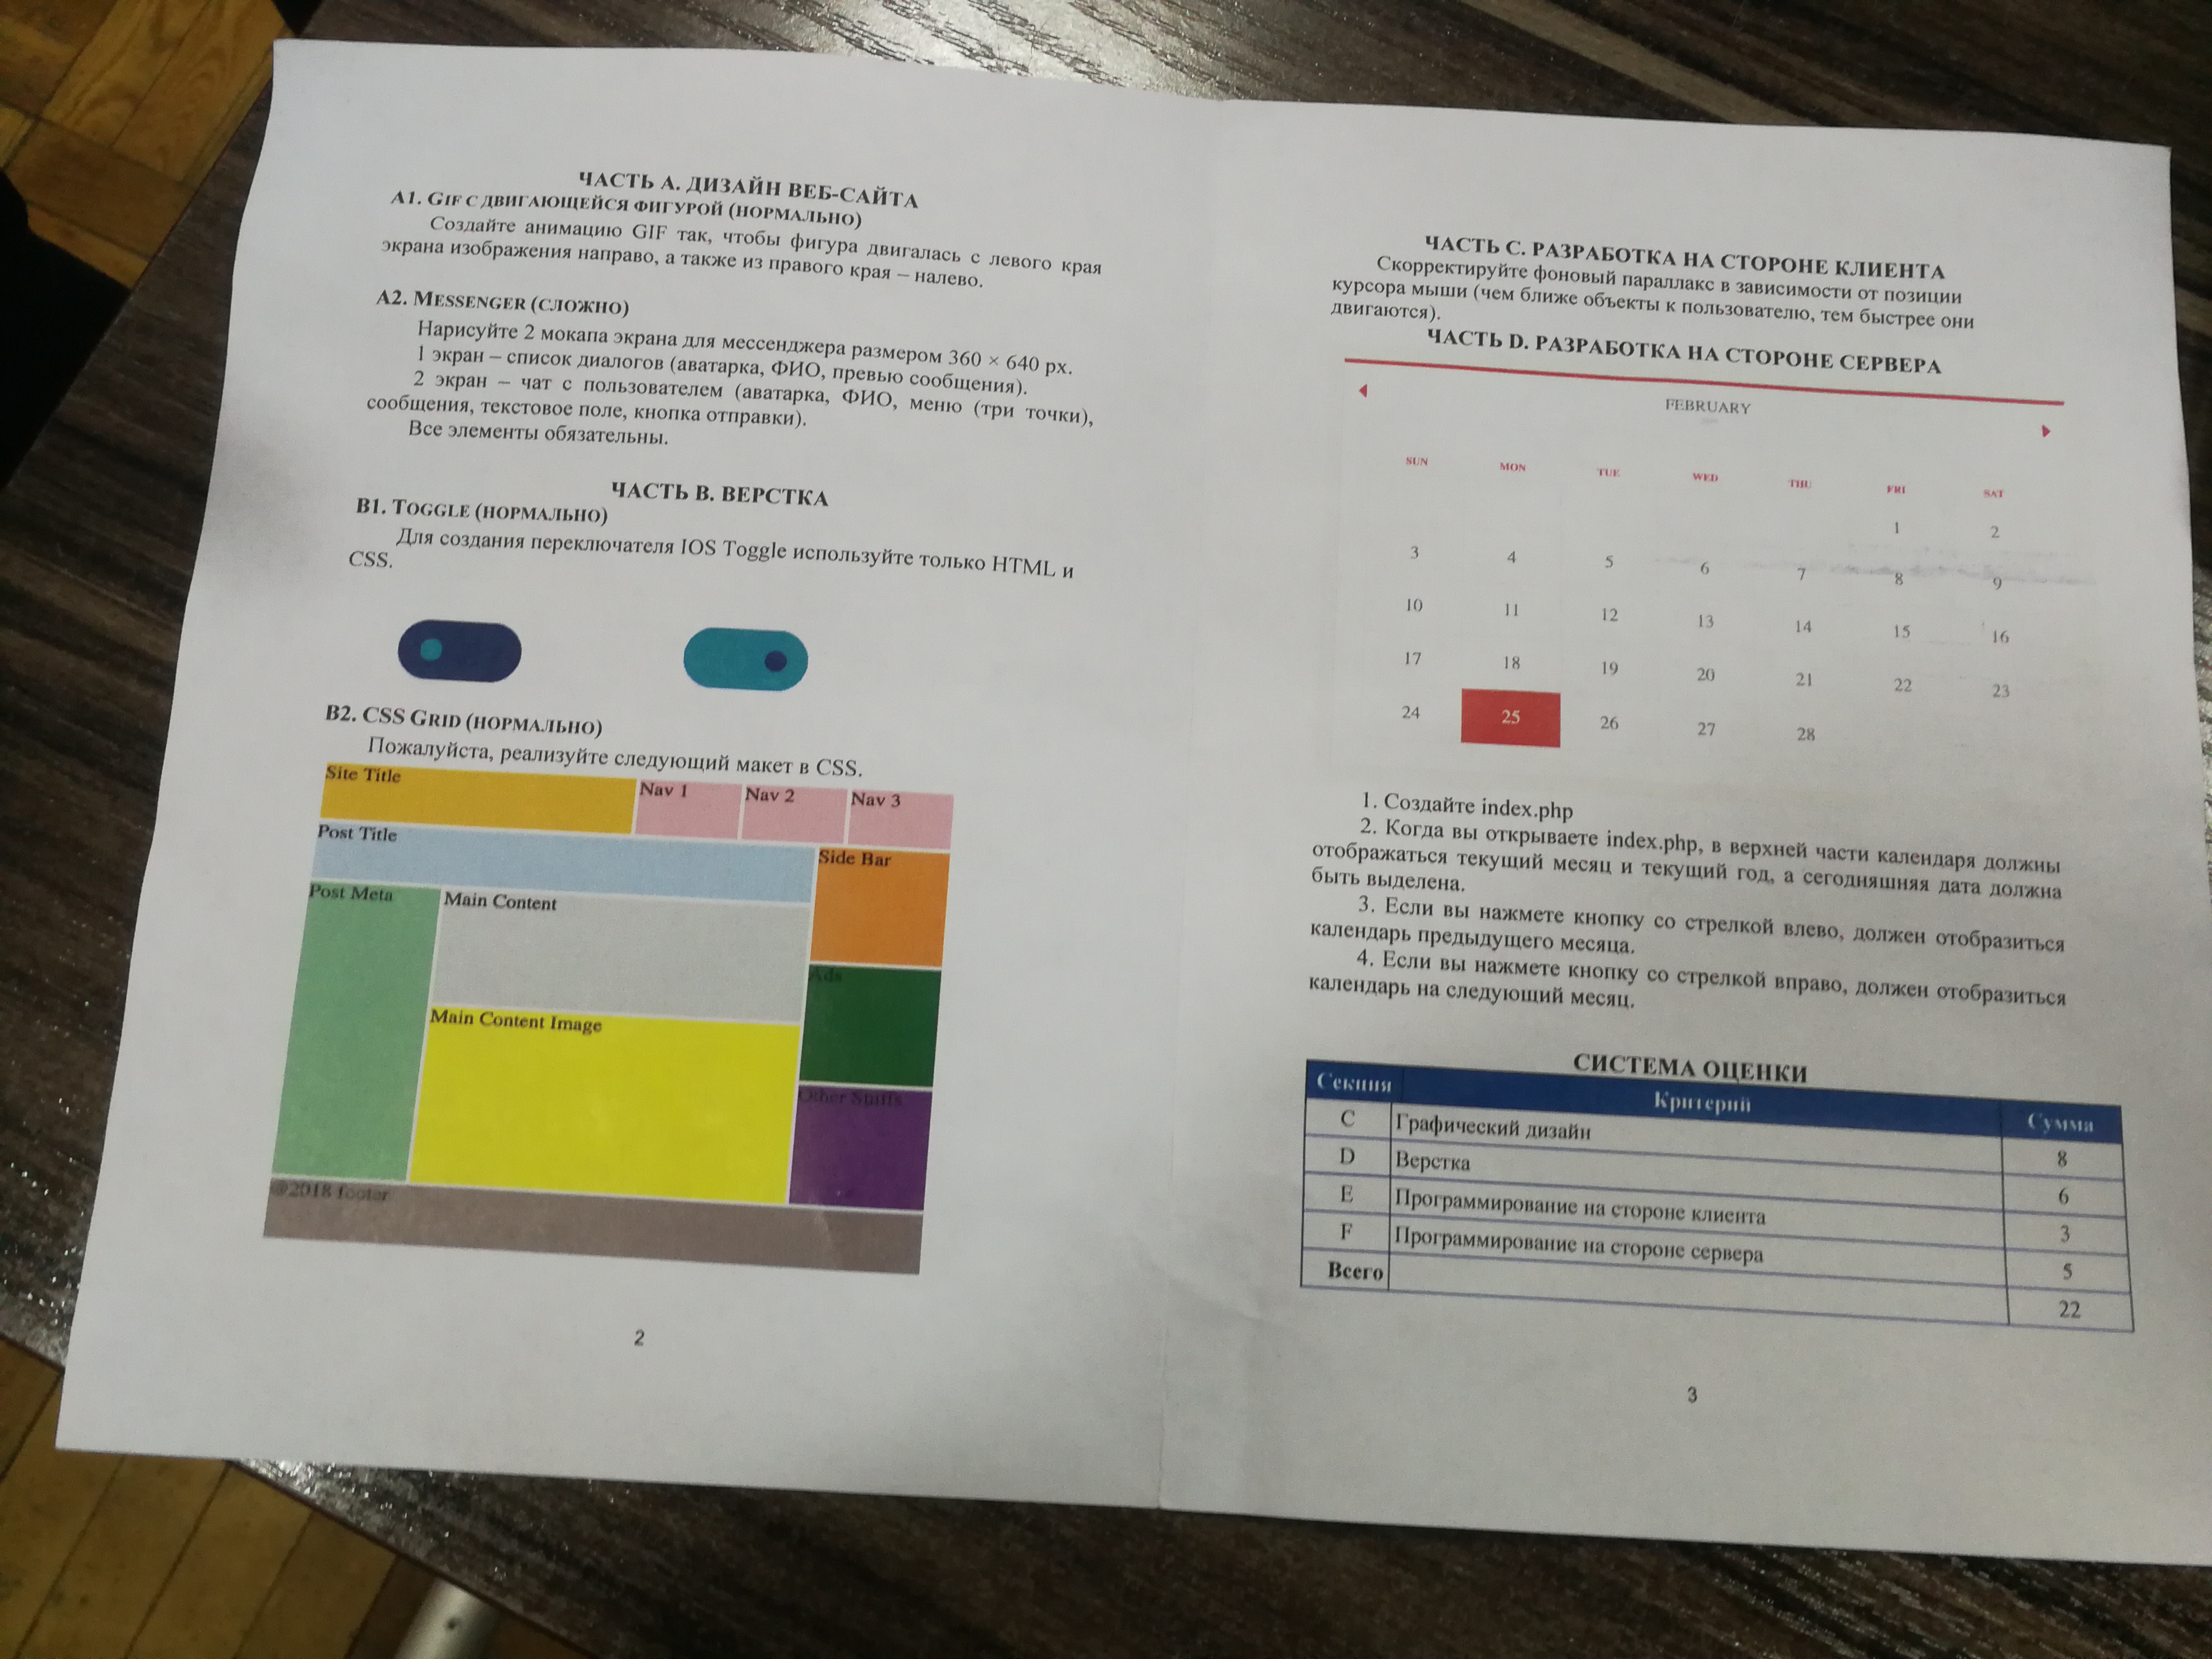 ЧАСТЬ А. ДИЗАЙН ВЕБ-САЙТА
А1. GIF С ДВИГАЮЩЕЙСЯ ФИГУРОЙ (НОРМАЛЬНО)
Создайте анимацию GIF так, чтобы фигура двигалась с левого края
экрана изображения направо, а также из правого края – налево.
А2. MESSENGER (СЛОЖНО)
Нарисуйте 2 мокапа экрана для мессенджера размером 360 × 640 px.
1 экран – список диалогов (аватарка, ФИО, превью сообщения).
2 экран – чат с пользователем (аватарка, ФИО, меню (три точки),
сообщения, текстовое поле, кнопка отправки).
Все элементы обязательны.
ЧАСТЬ В. ВЕРСТКА
В1. TOGGLE (НОРМАЛЬНО)
Для создания переключателя IOS Toggle используйте только HTML и
CSS.
В2. CSS GRID (НОРМАЛЬНО)
Пожалуйста, реализуйте следующий макет в CSS.
Site Title Nav 1 Nav 2 Nav 3
Post Title
Side Bar
Post Meta Main Content
Ads
Main Content Image
Other Stuffs
@2018 footer
2
ЧАСТЬ С. РАЗРАБОТКА НА СТОРОНЕ КЛИЕНТА
Скорректируйте фоновый параллакс в зависимости от позиции
курсора мыши (чем ближе объекты к пользователю, тем быстрее они
двигаются).
ЧАСТЬ D. РАЗРАБОТКА НА СТОРОНЕ СЕРВЕРА
FEBRUARY
SUN MON TUE WED THU FRI SAT
1 2
3 4 5 6 7 8 9
10 11 12 13 14 15 16
17 18 19 20 21 22 23
24 25 26 27 28
1. Создайте index.php
2. Когда вы открываете index.php, в верхней части календаря должны
отображаться текущий месяц и текущий год, а сегодняшняя дата должна
быть выделена.
3. Если вы нажмете кнопку со стрелкой влево, должен отобразиться
календарь предыдущего месяца.
4. Если вы нажмете кнопку со стрелкой вправо, должен отобразиться
календарь на следующий месяц.
СИСТЕМА ОЦЕНКИ
Секция Критерий Сумма
C Графический дизайн 8
D Верстка 6
E Программирование на стороне клиента 3
F Программирование на стороне сервера 5
Всего 22
3